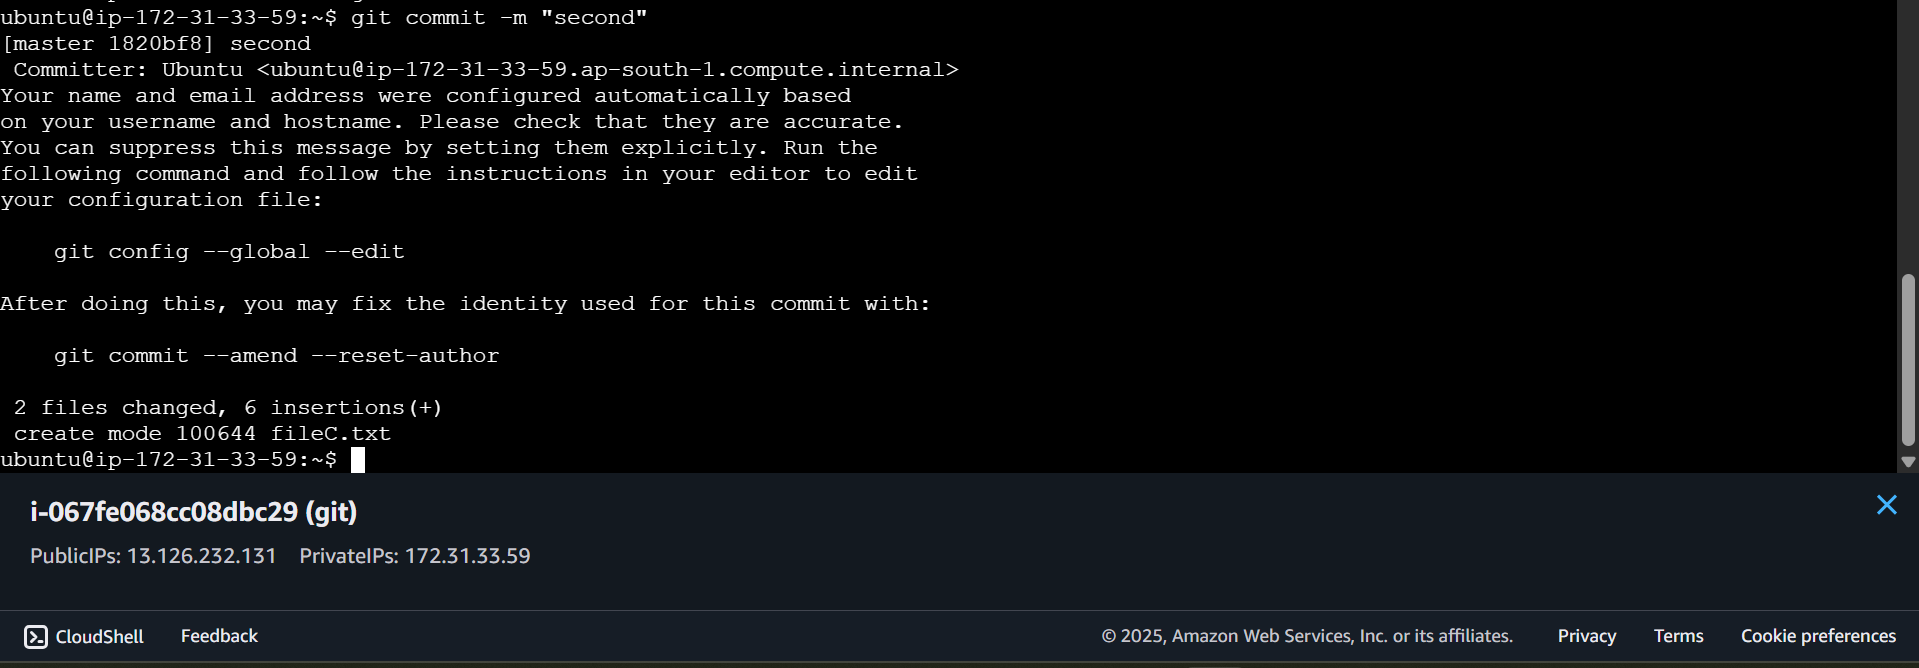 ubuntu@ip-172-31-33-59:~$ git commit -m "second"
[master 1820bf8] second
 Committer: Ubuntu <ubuntu@ip-172-31-33-59.ap-south-1.compute.internal>
Your name and email address were configured automatically based
on your username and hostname. Please check that they are accurate.
You can suppress this message by setting them explicitly. Run the
following command and follow the instructions in your editor to edit
your configuration file:

    git config --global --edit

After doing this, you may fix the identity used for this commit with:

    git commit --amend --reset-author

 2 files changed, 6 insertions(+)
 create mode 100644 fileC.txt
ubuntu@ip-172-31-33-59:~$
i-067fe068cc08dbc29 (git)
PublicIPs: 13.126.232.131    PrivateIPs: 172.31.33.59
CloudShell    Feedback    © 2025, Amazon Web Services, Inc. or its affiliates.    Privacy    Terms    Cookie preferences